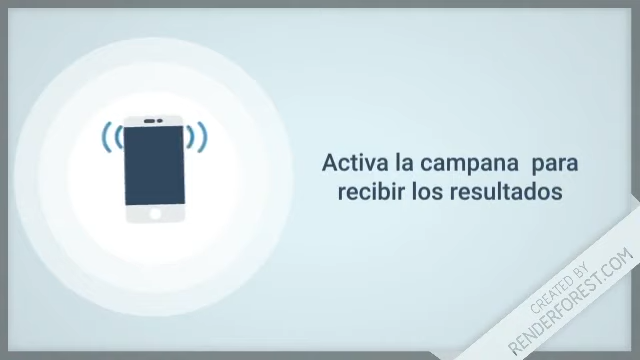 Activa la campana  para
recibir los resultados
CREATED BY
RENDERFOREST.COM